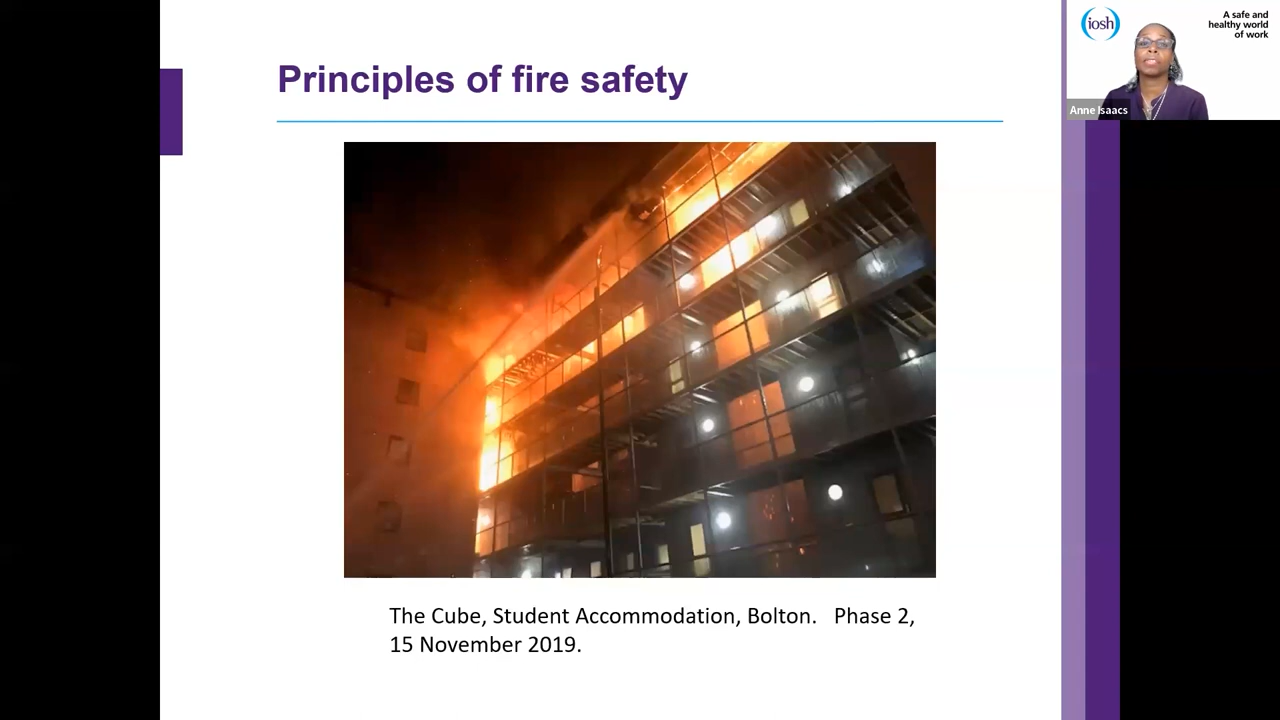 Principles of fire safety
The Cube, Student Accommodation, Bolton. Phase 2,
15 November 2019.
iosh
A safe and
healthy world
of work
Anne Isaacs